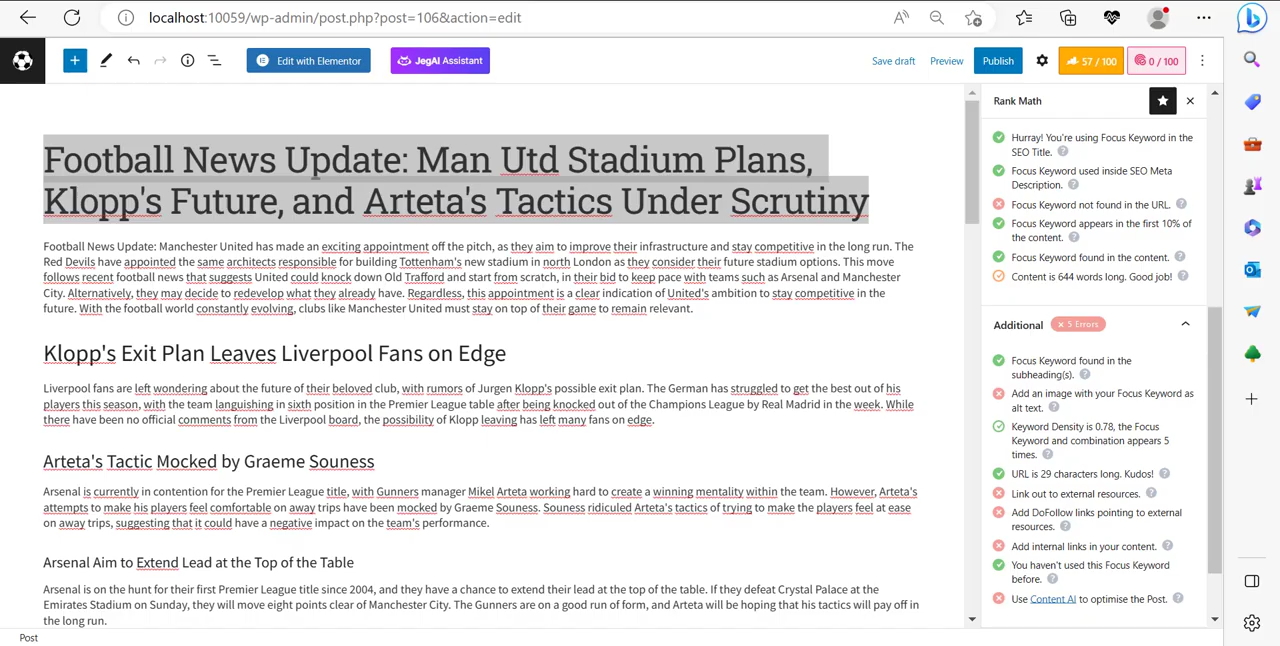 localhost:10059/wp-admin/post.php?post=106&action=edit
Edit with Elementor
JegAI Assistant
Save draft
Preview
Publish
57 / 100
0 / 100
Football News Update: Man Utd Stadium Plans,
Klopp's Future, and Arteta's Tactics Under Scrutiny
Football News Update: Manchester United has made an exciting appointment off the pitch, as they aim to improve their infrastructure and stay competitive in the long run. The
Red Devils have appointed the same architects responsible for building Tottenham's new stadium in north London as they consider their future stadium options. This move
follows recent football news that suggests United could knock down Old Trafford and start from scratch, in their bid to keep pace with teams such as Arsenal and Manchester
City. Alternatively, they may decide to redevelop what they already have. Regardless, this appointment is a clear indication of United's ambition to stay competitive in the
future. With the football world constantly evolving, clubs like Manchester United must stay on top of their game to remain relevant.
Klopp's Exit Plan Leaves Liverpool Fans on Edge
Liverpool fans are left wondering about the future of their beloved club, with rumors of Jurgen Klopp's possible exit plan. The German has struggled to get the best out of his
players this season, with the team languishing in sixth position in the Premier League table after being knocked out of the Champions League by Real Madrid in the week. While
there have been no official comments from the Liverpool board, the possibility of Klopp leaving has left many fans on edge.
Arteta's Tactic Mocked by Graeme Souness
Arsenal is currently in contention for the Premier League title, with Gunners manager Mikel Arteta working hard to create a winning mentality within the team. However, Arteta's
attempts to make his players feel comfortable on away trips have been mocked by Graeme Souness. Souness ridiculed Arteta's tactics of trying to make the players feel at ease
on away trips, suggesting that it could have a negative impact on the team's performance.
Arsenal Aim to Extend Lead at the Top of the Table
Arsenal is on the hunt for their first Premier League title since 2004, and they have a chance to extend their lead at the top of the table. If they defeat Crystal Palace at the
Emirates Stadium on Sunday, they will move eight points clear of Manchester City. The Gunners are on a good run of form, and Arteta will be hoping that his tactics will pay off in
the long run.
Post
Rank Math
Hurray! You're using Focus Keyword in the
SEO Title.
Focus Keyword used inside SEO Meta
Description.
Focus Keyword not found in the URL.
Focus Keyword appears in the first 10% of
the content.
Focus Keyword found in the content.
Content is 644 words long. Good job!
Additional
5 Errors
Focus Keyword found in the
subheading(s).
Add an image with your Focus Keyword as
alt text.
Keyword Density is 0.78, the Focus
Keyword and combination appears 5
times.
URL is 29 characters long. Kudos!
Link out to external resources.
Add DoFollow links pointing to external
resources.
Add internal links in your content.
You haven't used this Focus Keyword
before.
Use Content AI to optimise the Post.